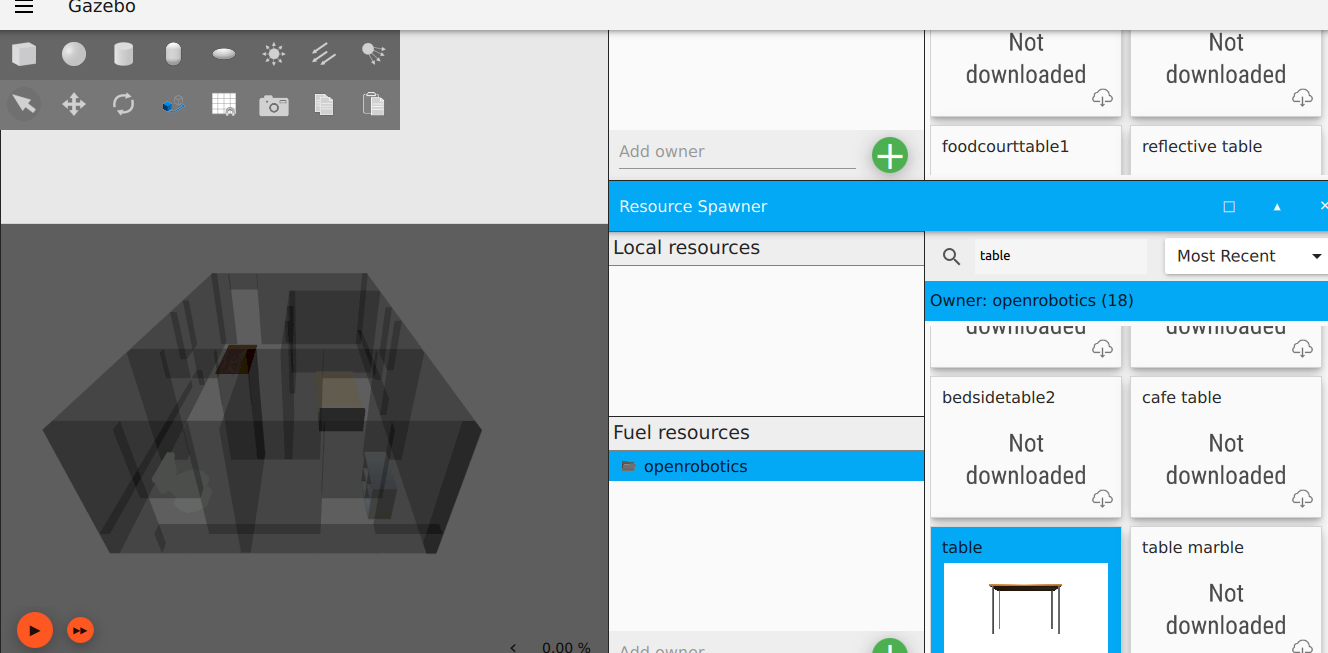 Gazebo
Not
downloaded
Not
downloaded
Add owner
foodcourttable1
reflective table
Resource Spawner
Local resources
table
Most Recent
Owner: openrobotics (18)
downloaded
downloaded
bedsidetable2
cafe table
Not
downloaded
Not
downloaded
Fuel resources
openrobotics
table
table marble
Not
downloaded
Add owner
0.00 %